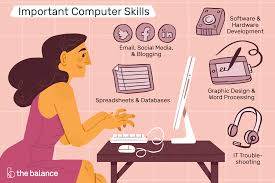 Important Computer Skills
Email, Social Media,
& Blogging
Software &
Hardware
Development
Spreadsheets & Databases
Graphic Design &
Word Processing
IT Trouble-
shooting
the balance